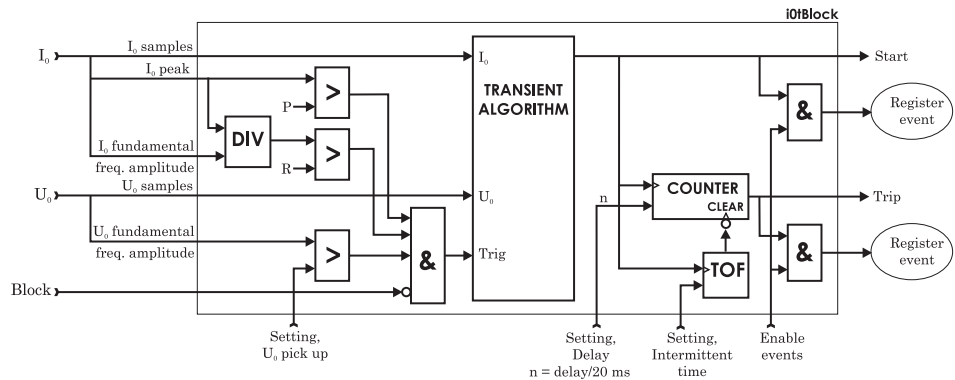 i0tBlock
I₀
I₀ samples
I₀
Start
I₀ peak
>
P
TRANSIENT
ALGORITHM
&
Register
event
DIV
>
R
I₀ fundamental
freq. amplitude
U₀
U₀ samples
U₀
n
COUNTER
CLEAR
Trip
U₀ fundamental
freq. amplitude
>
&
Trig
TOF
&
Register
event
Block
Setting,
U₀ pick up
Setting,
Delay
n = delay/20 ms
Setting,
Intermittent
time
Enable
events